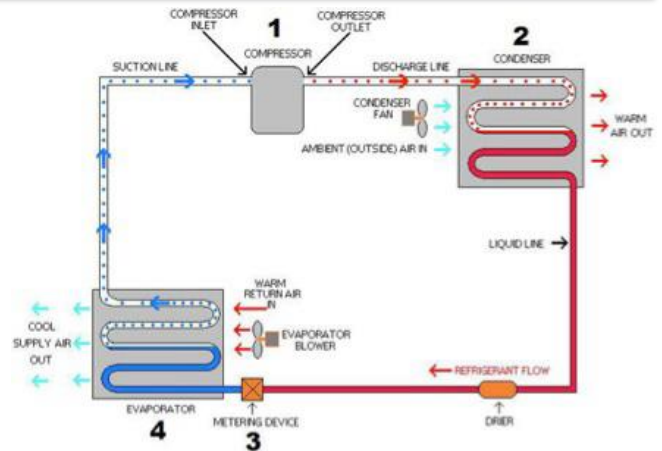 COMPRESSOR
INLET
1
COMPRESSOR
OUTLET
COMPRESSOR
2
CONDENSER
SUCTION LINE
DISCHARGE LINE
CONDENSER
FAN
AMBIENT (OUTSIDE) AIR IN
WARM
AIR OUT
LIQUID LINE
WARM
RETURN AIR
IN
COOL
SUPPLY AIR
OUT
EVAPORATOR
BLOWER
REFRIGERANT FLOW
EVAPORATOR
4
METERING DEVICE
3
DRIER